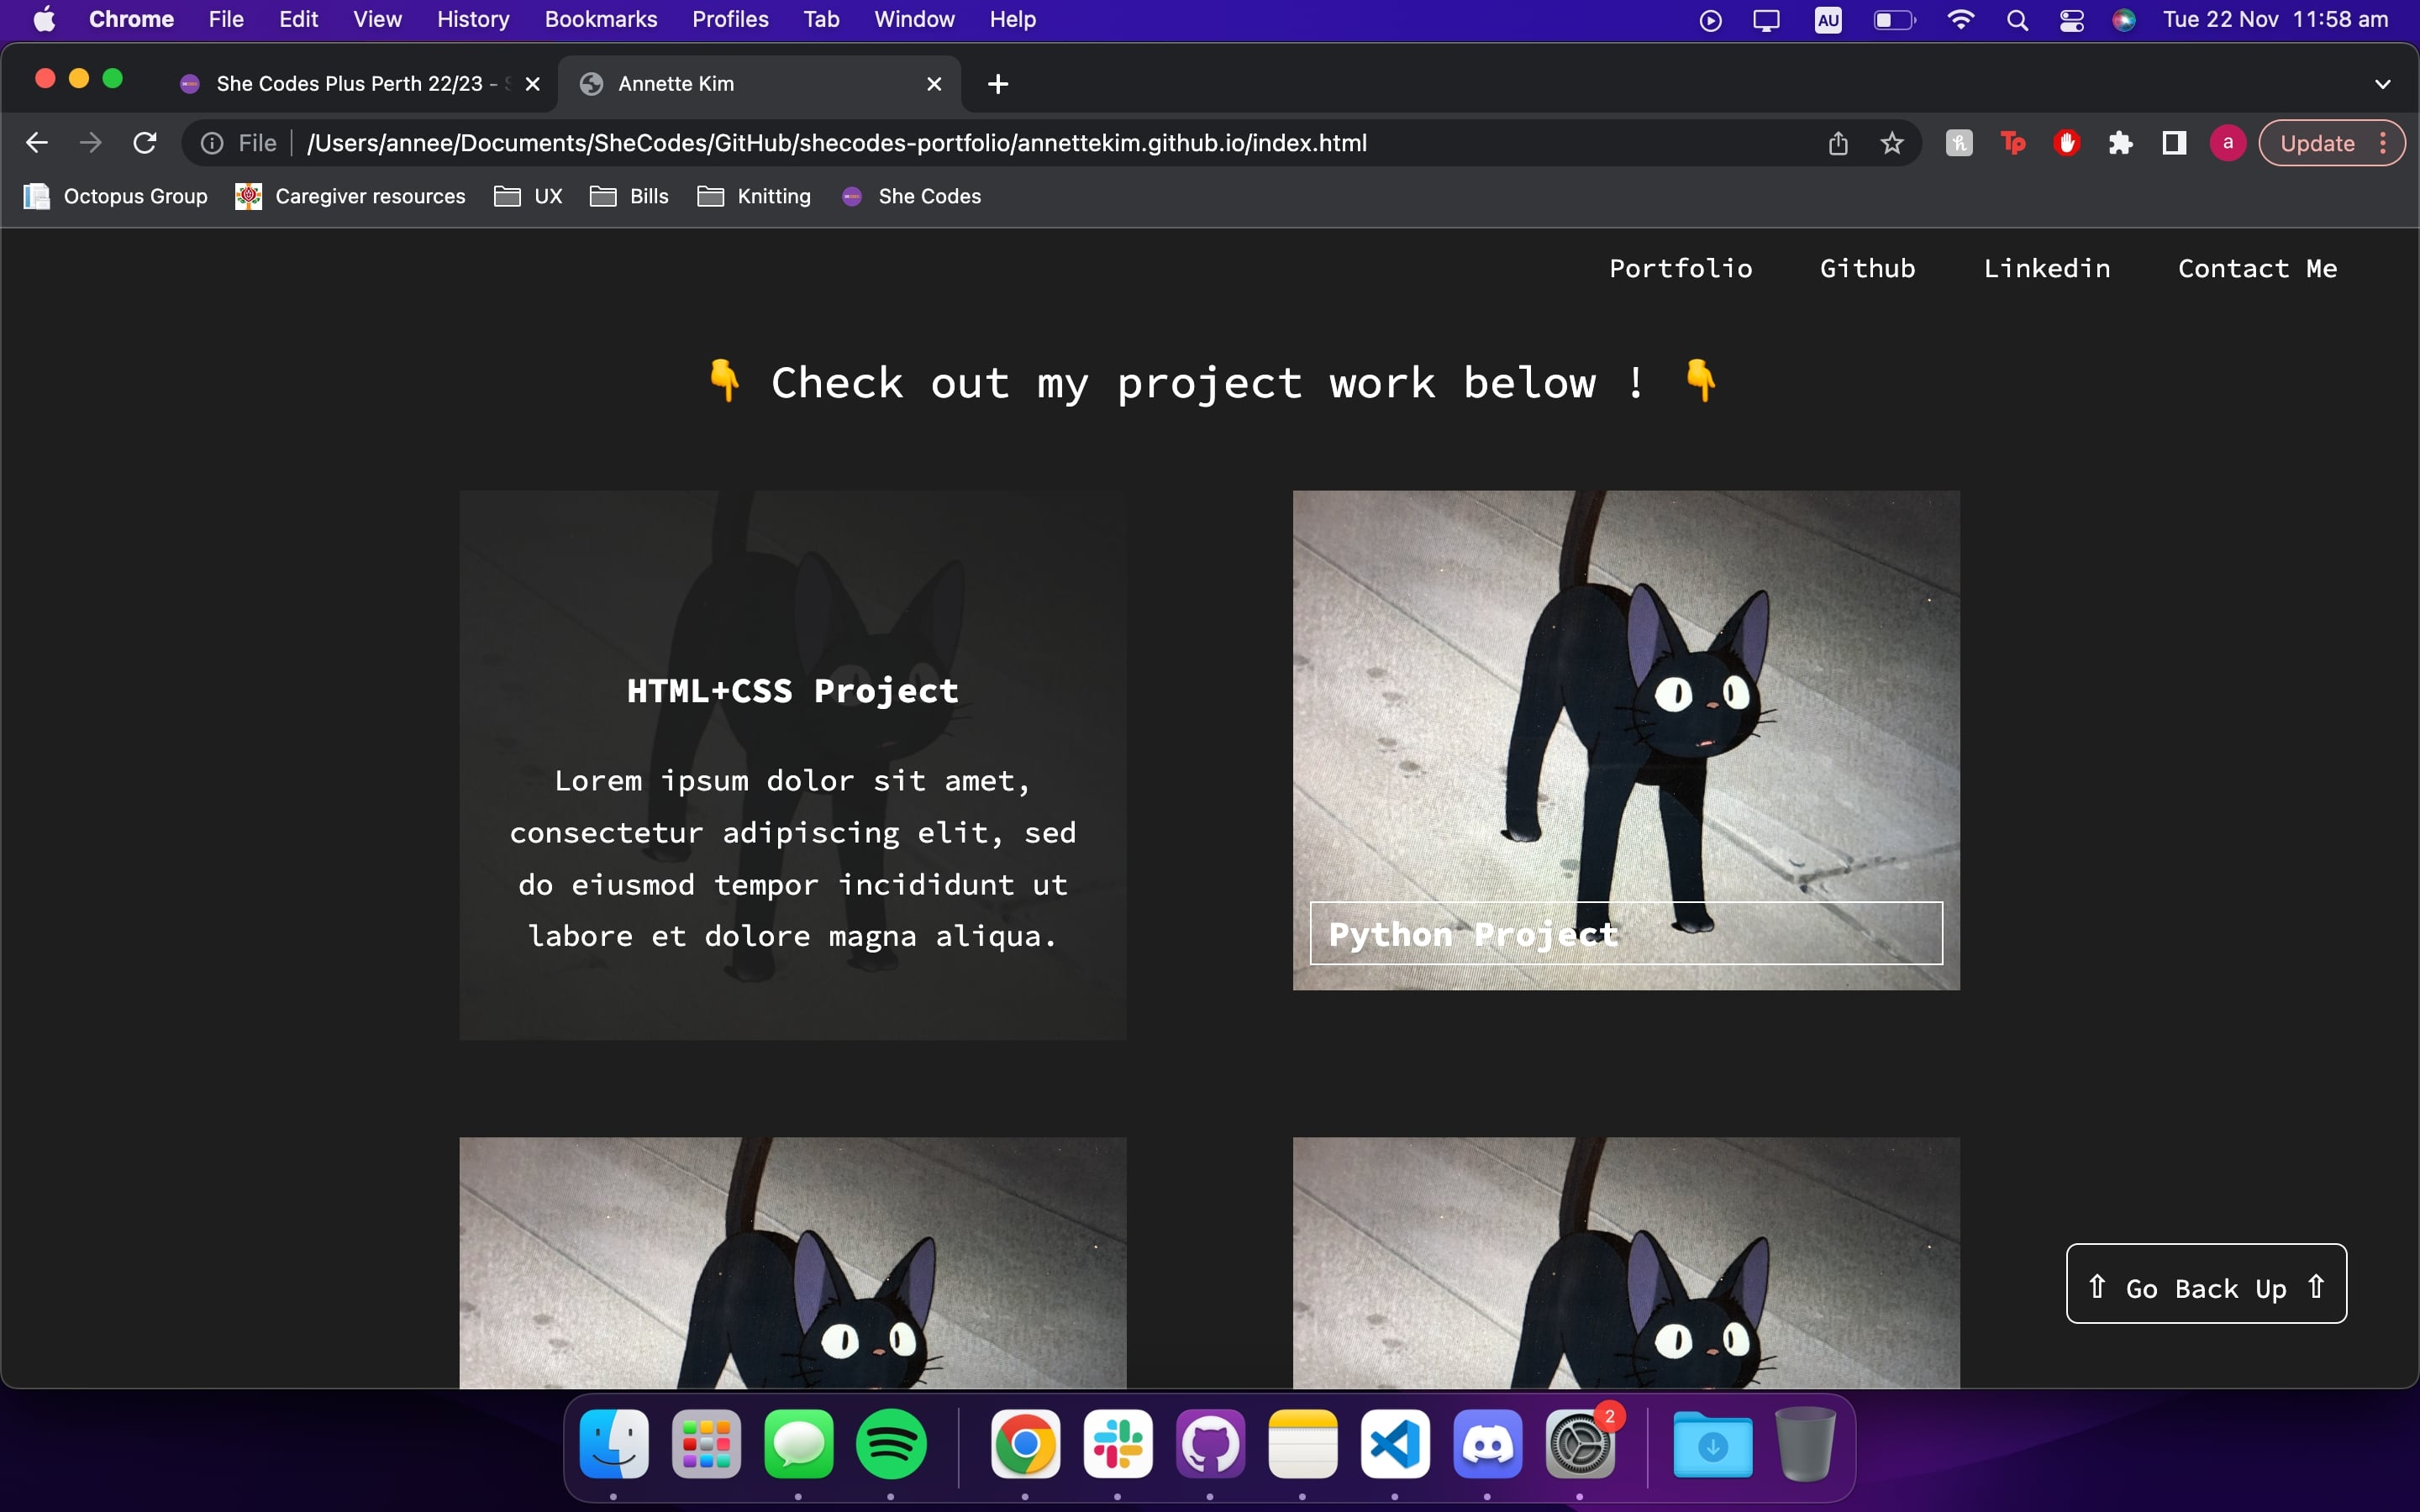 Chrome File Edit View History Bookmarks Profiles Tab Window Help AU Tue 22 Nov 11:58 am
She Codes Plus Perth 22/23 - Annette Kim
File /Users/annee/Documents/SheCodes/GitHub/shecodes-portfolio/annettekim.github.io/index.html Tp a Update
Octopus Group Caregiver resources UX Bills Knitting She Codes
Portfolio Github Linkedin Contact Me
👇 Check out my project work below ! 👇
HTML+CSS Project
Lorem ipsum dolor sit amet,
consectetur adipiscing elit, sed
do eiusmod tempor incididunt ut
labore et dolore magna aliqua.
Python Project
⇧ Go Back Up ⇧
2